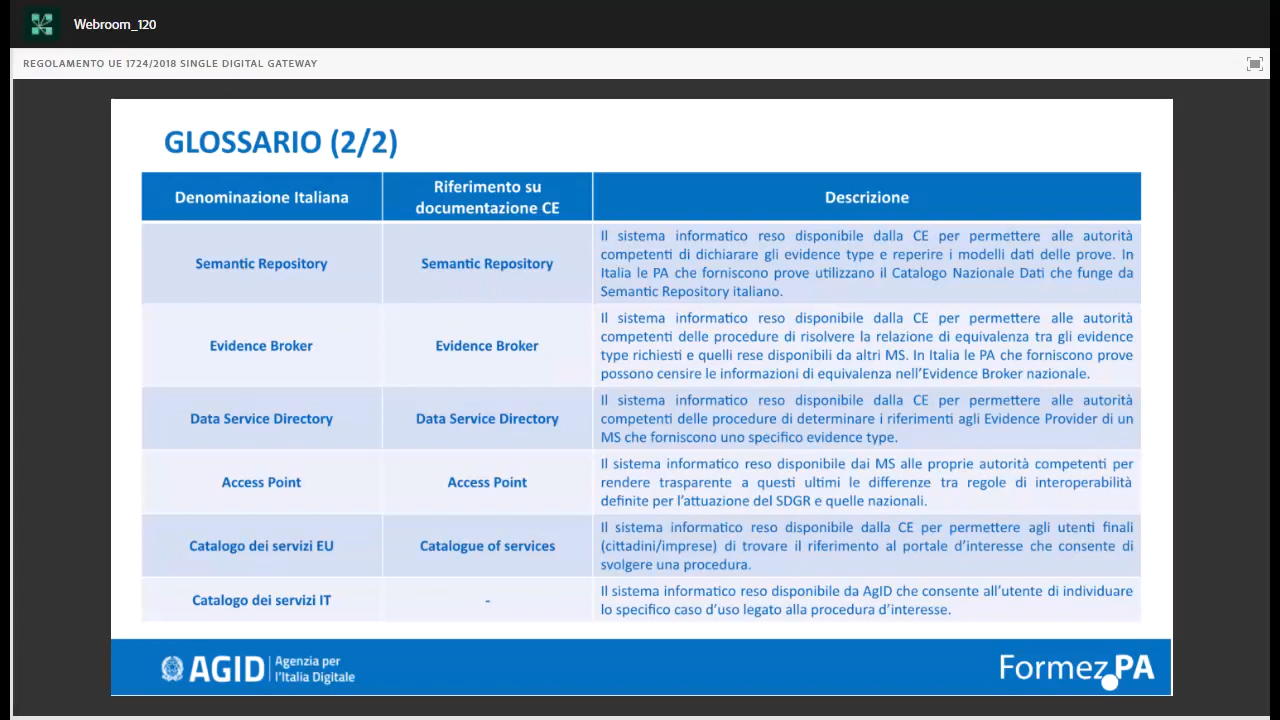 Webroom_120
REGOLAMENTO UE 1724/2018 SINGLE DIGITAL GATEWAY
GLOSSARIO (2/2)
Denominazione Italiana
Riferimento su
documentazione CE
Descrizione
Semantic Repository
Semantic Repository
Il sistema informatico reso disponibile dalla CE per permettere alle autorità
competenti di dichiarare gli evidence type e reperire i modelli dati delle prove. In
Italia le PA che forniscono prove utilizzano il Catalogo Nazionale Dati che funge da
Semantic Repository italiano.
Evidence Broker
Evidence Broker
Il sistema informatico reso disponibile dalla CE per permettere alle autorità
competenti delle procedure di risolvere la relazione di equivalenza tra gli evidence
type richiesti e quelli rese disponibili da altri MS. In Italia le PA che forniscono prove
possono censire le informazioni di equivalenza nell'Evidence Broker nazionale.
Data Service Directory
Data Service Directory
Il sistema informatico reso disponibile dalla CE per permettere alle autorità
competenti delle procedure di determinare i riferimenti agli Evidence Provider di un
MS che forniscono uno specifico evidence type.
Access Point
Access Point
Il sistema informatico reso disponibile dai MS alle proprie autorità competenti per
rendere trasparente a questi ultimi le differenze tra regole di interoperabilità
definite per l'attuazione del SDGR e quelle nazionali.
Catalogo dei servizi EU
Catalogue of services
Il sistema informatico reso disponibile dalla CE per permettere agli utenti finali
(cittadini/imprese) di trovare il riferimento al portale d'interesse che consente di
svolgere una procedura.
Catalogo dei servizi IT
-
Il sistema informatico reso disponibile da AgID che consente all'utente di individuare
lo specifico caso d'uso legato alla procedura d'interesse.
AGID
Agenzia per
l'Italia Digitale
Formez PA